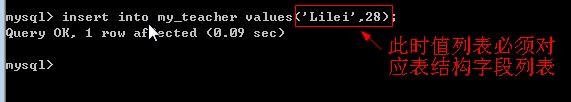 mysql> insert into my_teacher values('Lilei',28);
Query OK, 1 row affected (0.09 sec)
mysql>
此时值列表必须对
应表结构字段列表